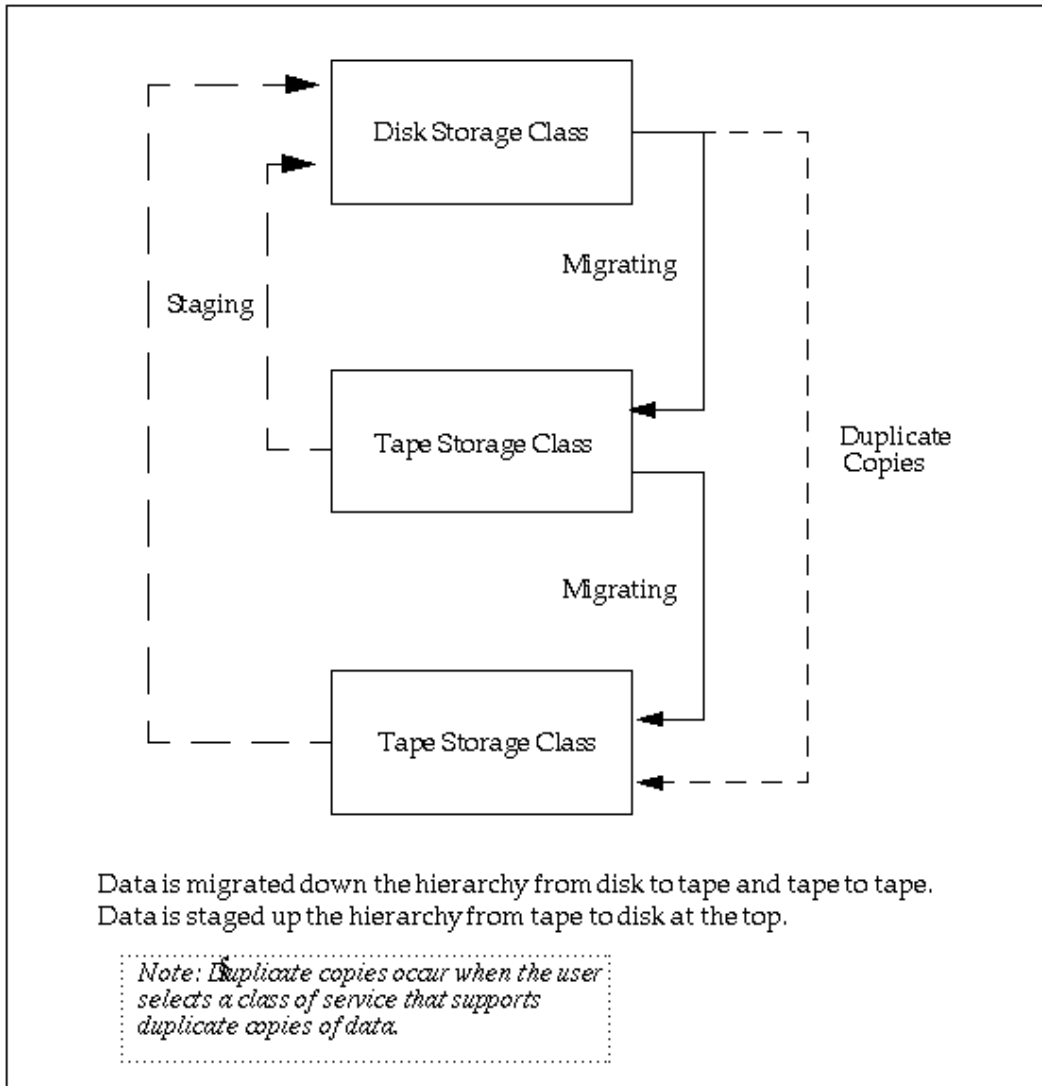 Disk Storage Class
Migrating
Staging
Tape Storage Class
Duplicate
Copies
Migrating
Tape Storage Class
Data is migrated down the hierarchy from disk to tape and tape to tape.
Data is staged up the hierarchy from tape to disk at the top.
Note: Duplicate copies occur when the user
selects a class of service that supports
duplicate copies of data.